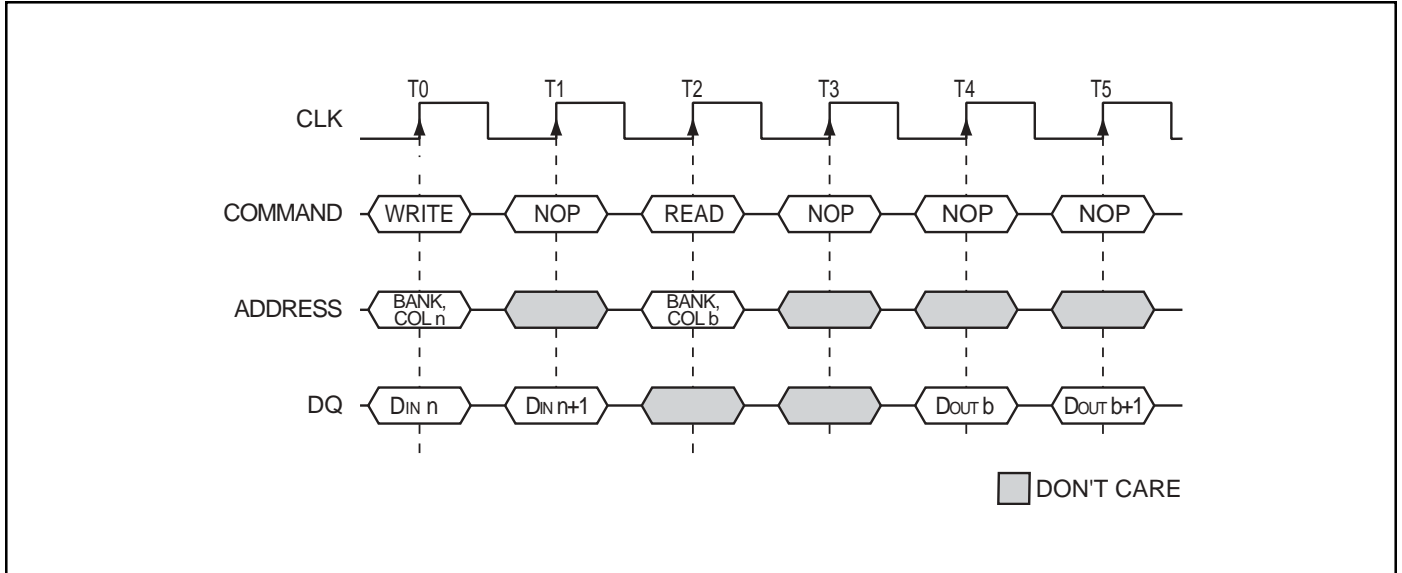 T0 T1 T2 T3 T4 T5
CLK
COMMAND WRITE NOP READ NOP NOP NOP
ADDRESS BANK, COL n BANK, COL b
DQ DIN n DIN n+1 DOUT b DOUT b+1
DON'T CARE